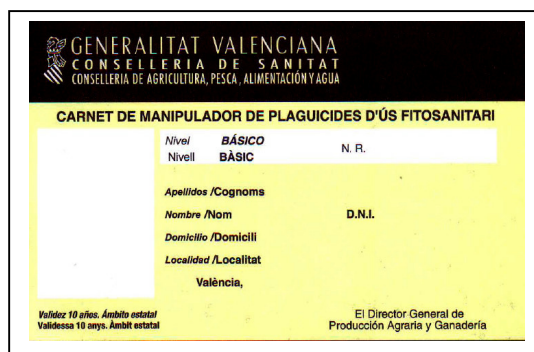 GENERALITAT VALENCIANA
CONSELLERIA DE SANITAT
CONSELLERIA DE AGRICULTURA, PESCA, ALIMENTACIÓN Y AGUA
CARNET DE MANIPULADOR DE PLAGUICIDES D'ÚS FITOSANITARI
Nivel BÁSICO
Nivell BÀSIC
N. R.
Apellidos /Cognoms
Nombre /Nom D.N.I.
Domicilio /Domicili
Localidad /Localitat
València,
Validez 10 años. Ámbito estatal
Validessa 10 anys. Àmbit estatal
El Director General de
Producción Agraria y Ganadería